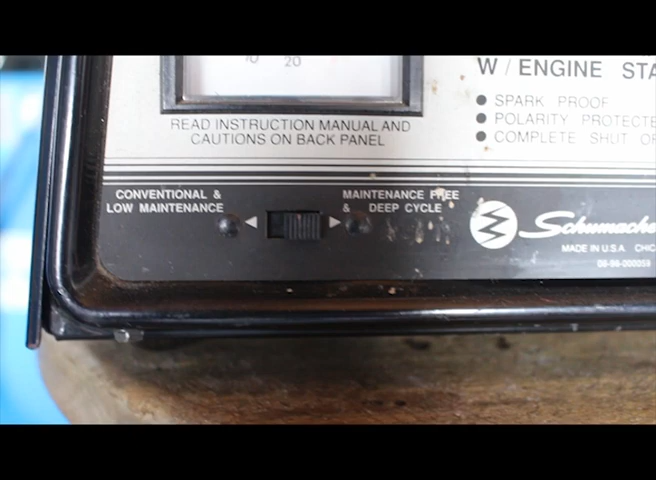 10 20
W/ENGINE STA
READ INSTRUCTION MANUAL AND
CAUTIONS ON BACK PANEL
● SPARK PROOF
● POLARITY PROTECTE
● COMPLETE SHUT OF
CONVENTIONAL &
LOW MAINTENANCE
MAINTENANCE FREE
& DEEP CYCLE
Schumache
MADE IN U.S.A. CHIC